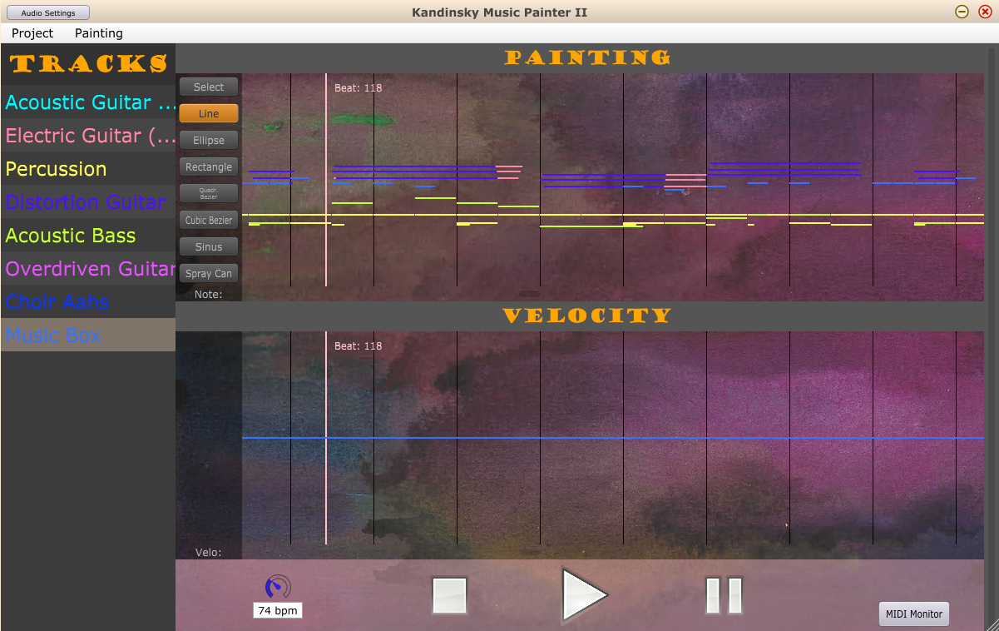 Audio Settings
Kandinsky Music Painter II
Project Painting
TRACKS
PAINTING
Acoustic Guitar ...
Electric Guitar (...
Percussion
Distortion Guitar
Acoustic Bass
Overdriven Guitar
Choir Aahs
Music Box
Select
Line
Ellipse
Rectangle
Quadr.
Bezier
Cubic Bezier
Sinus
Spray Can
Note:
Beat: 118
VELOCITY
Beat: 118
Velo:
74 bpm
MIDI Monitor